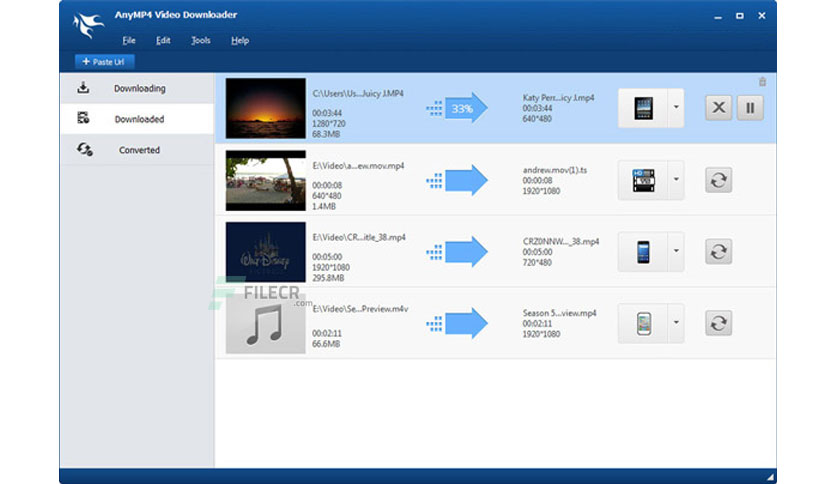 AnyMP4 Video Downloader
File Edit Tools Help
+ Paste Url
Downloading
Downloaded
Converted
C:\Users\Us...Juicy J.MP4
00:03:44
1280*720
68.3MB
33%
Katy Per...icy J.mp4
00:03:44
640*480
E:\Video\a...ew.mov.mp4
00:00:08
640*480
1.4MB
andrew.mov(1).ts
00:00:08
1920*1080
E:\Video\CR...itle_38.mp4
00:05:00
1920*1080
295.8MB
WALT DISNEY
CRZ0NNW..._38.mp4
00:05:00
720*480
FILECR
.com
E:\Video\Se...Preview.m4v
00:02:11
66.6MB
Season 5...view.mp4
00:02:11
1920*1080